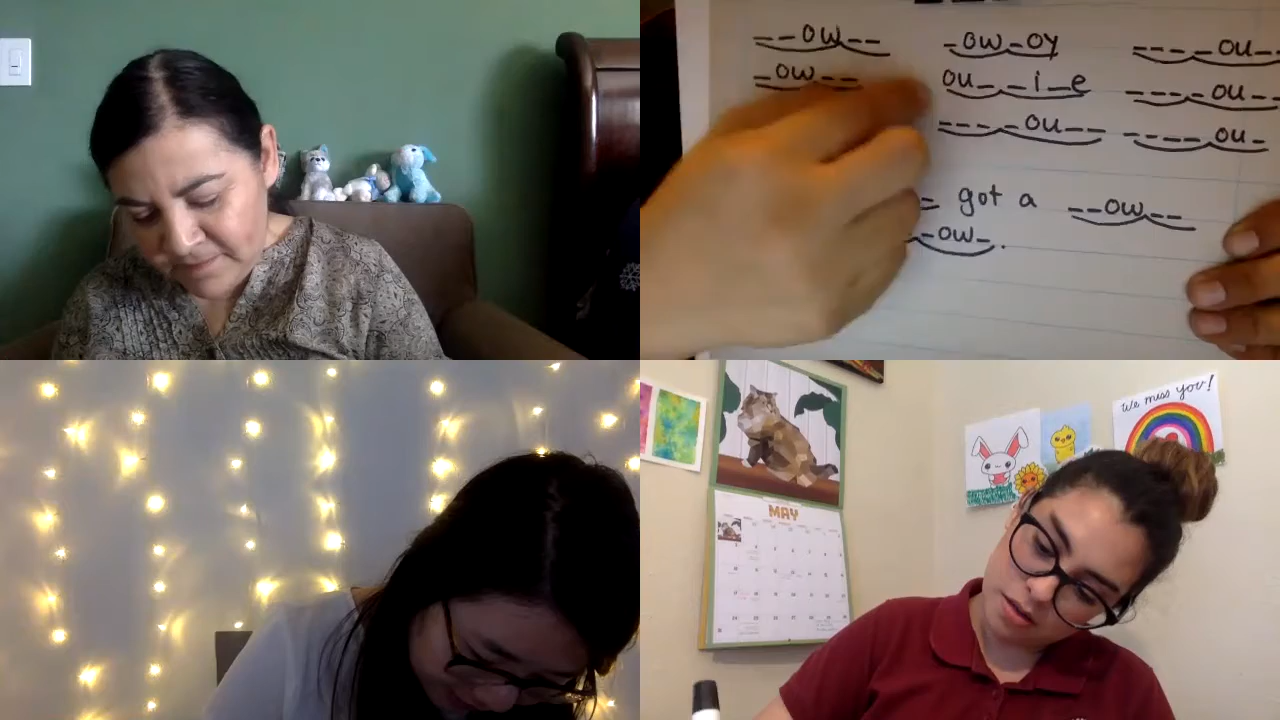 _ _ ow _ _   _ ow _ oy   _ _ _ _ ou _
_ ow _ _   ou _ _ i _ e   _ _ _ _ ou _ _
_ _ _ _ ou _ _   _ _ _ _ ou _
_ got a _ _ ow _ _
_ ow _ .
We miss you!
MAY